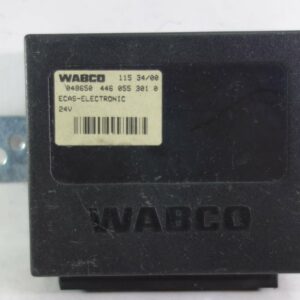 WABCO 115 34/00
048650 446 055 301 0
ECAS-ELECTRONIC
24V
WABCO